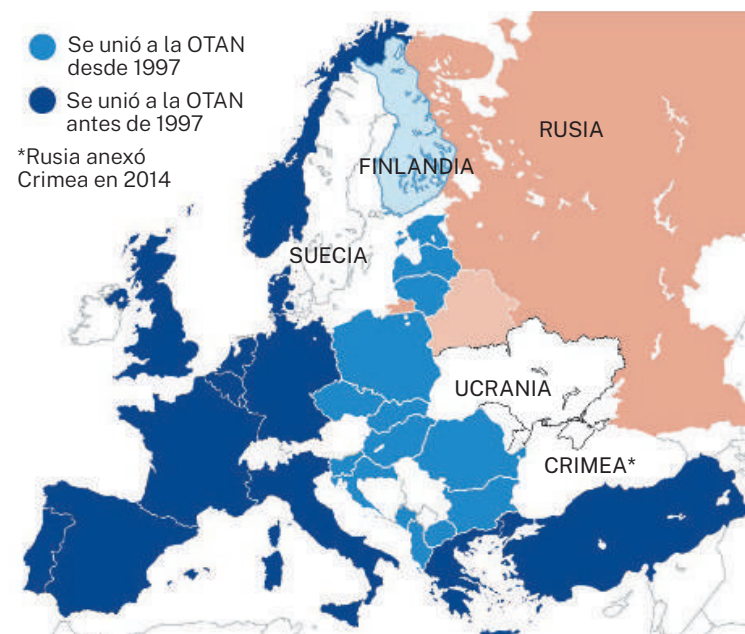 Se unió a la OTAN
desde 1997
Se unió a la OTAN
antes de 1997
*Rusia anexó
Crimea en 2014
RUSIA
FINLANDIA
SUECIA
UCRANIA
CRIMEA*